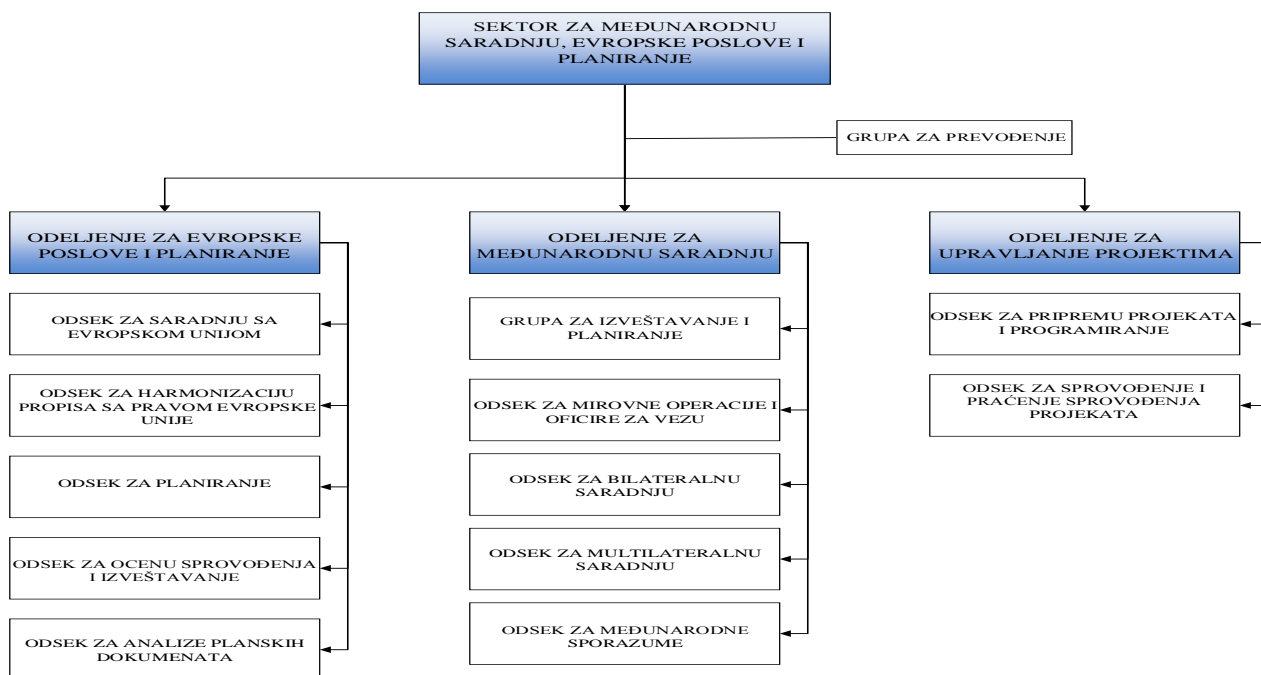 SEKTOR ZA MEĐUNARODNU
SARADNJU, EVROPSKE POSLOVE I
PLANIRANJE
GRUPA ZA PREVOĐENJE
ODELJENJE ZA EVROPSKE
POSLOVE I PLANIRANJE
ODSEK ZA SARADNJU SA
EVROPSKOM UNIJOM
ODSEK ZA HARMONIZACIJU
PROPISA SA PRAVOM EVROPSKE
UNIJE
ODSEK ZA PLANIRANJE
ODSEK ZA OCENU SPROVOĐENJA
I IZVEŠTAVANJE
ODSEK ZA ANALIZE PLANSKIH
DOKUMENATA
ODELJENJE ZA
MEĐUNARODNU SARADNJU
GRUPA ZA IZVEŠTAVANJE I
PLANIRANJE
ODSEK ZA MIROVNE OPERACIJE I
OFICIRE ZA VEZU
ODSEK ZA BILATERALNU
SARADNJU
ODSEK ZA MULTILATERALNU
SARADNJU
ODSEK ZA MEĐUNARODNE
SPORAZUME
ODELJENJE ZA
UPRAVLJANJE PROJEKTIMA
ODSEK ZA PRIPREMU PROJEKATA
I PROGRAMIRANJE
ODSEK ZA SPROVOĐENJE I
PRAĆENJE SPROVOĐENJA
PROJEKATA